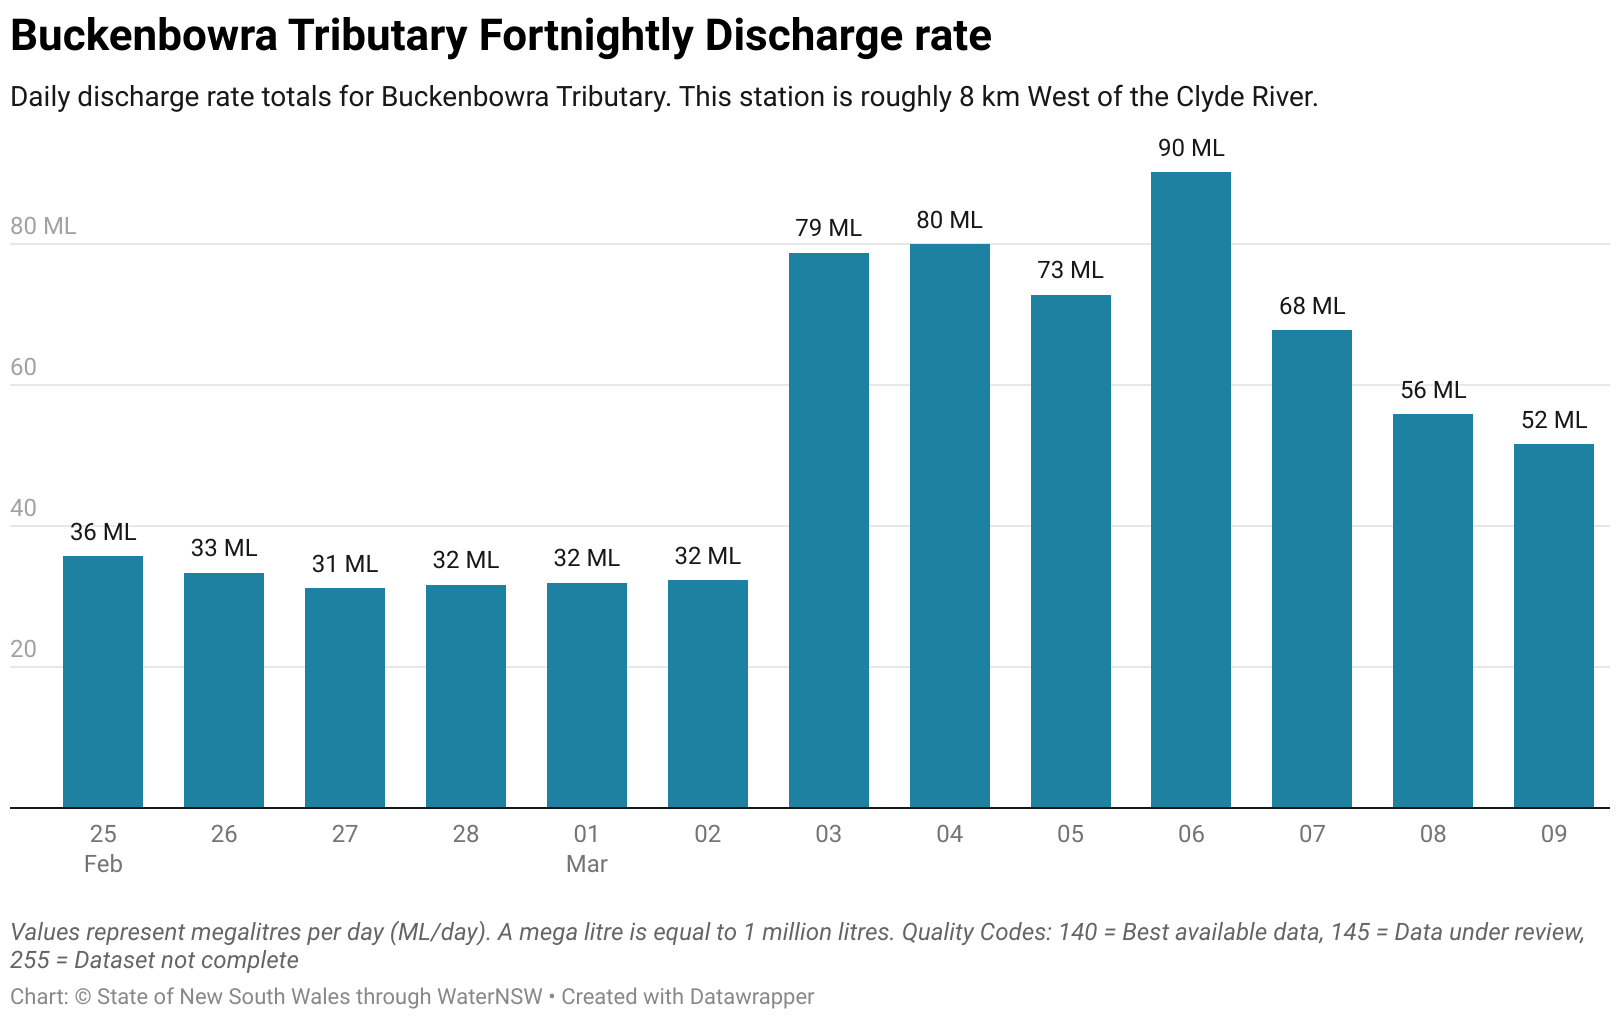 Buckenbowra Tributary Fortnightly Discharge rate
Daily discharge rate totals for Buckenbowra Tributary. This station is roughly 8 km West of the Clyde River.
90 ML
80 ML
79 ML
80 ML
73 ML
68 ML
60
56 ML
52 ML
40
36 ML
33 ML
31 ML
32 ML
32 ML
32 ML
20
25 26 27 28 01 02 03 04 05 06 07 08 09
Feb Mar
Values represent megalitres per day (ML/day). A mega litre is equal to 1 million litres. Quality Codes: 140 = Best available data, 145 = Data under review,
255 = Dataset not complete
Chart: © State of New South Wales through WaterNSW • Created with Datawrapper